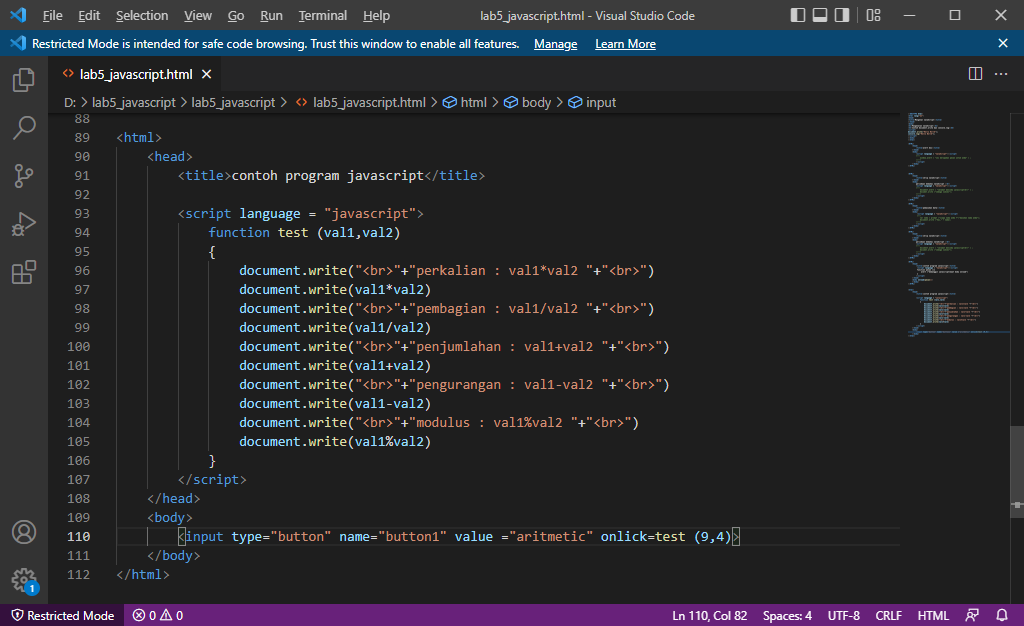 File Edit Selection View Go Run Terminal Help lab5_javascript.html - Visual Studio Code
Restricted Mode is intended for safe code browsing. Trust this window to enable all features. Manage Learn More
<> lab5_javascript.html
D: > lab5_javascript > lab5_javascript > <> lab5_javascript.html > html > body > input
88
89 <html>
90 <head>
91 <title>contoh program javascript</title>
92
93 <script language = "javascript">
94 function test (val1,val2)
95 {
96 document.write("<br>"+"perkalian : val1*val2 "+"<br>")
97 document.write(val1*val2)
98 document.write("<br>"+"pembagian : val1/val2 "+"<br>")
99 document.write(val1/val2)
100 document.write("<br>"+"penjumlahan : val1+val2 "+"<br>")
101 document.write(val1+val2)
102 document.write("<br>"+"pengurangan : val1-val2 "+"<br>")
103 document.write(val1-val2)
104 document.write("<br>"+"modulus : val1%val2 "+"<br>")
105 document.write(val1%val2)
106 }
107 </script>
108 </head>
109 <body>
110 <input type="button" name="button1" value ="aritmetic" onlick=test (9,4)>
111 </body>
112 </html>
1
Restricted Mode 0 0 Ln 110, Col 82 Spaces: 4 UTF-8 CRLF HTML